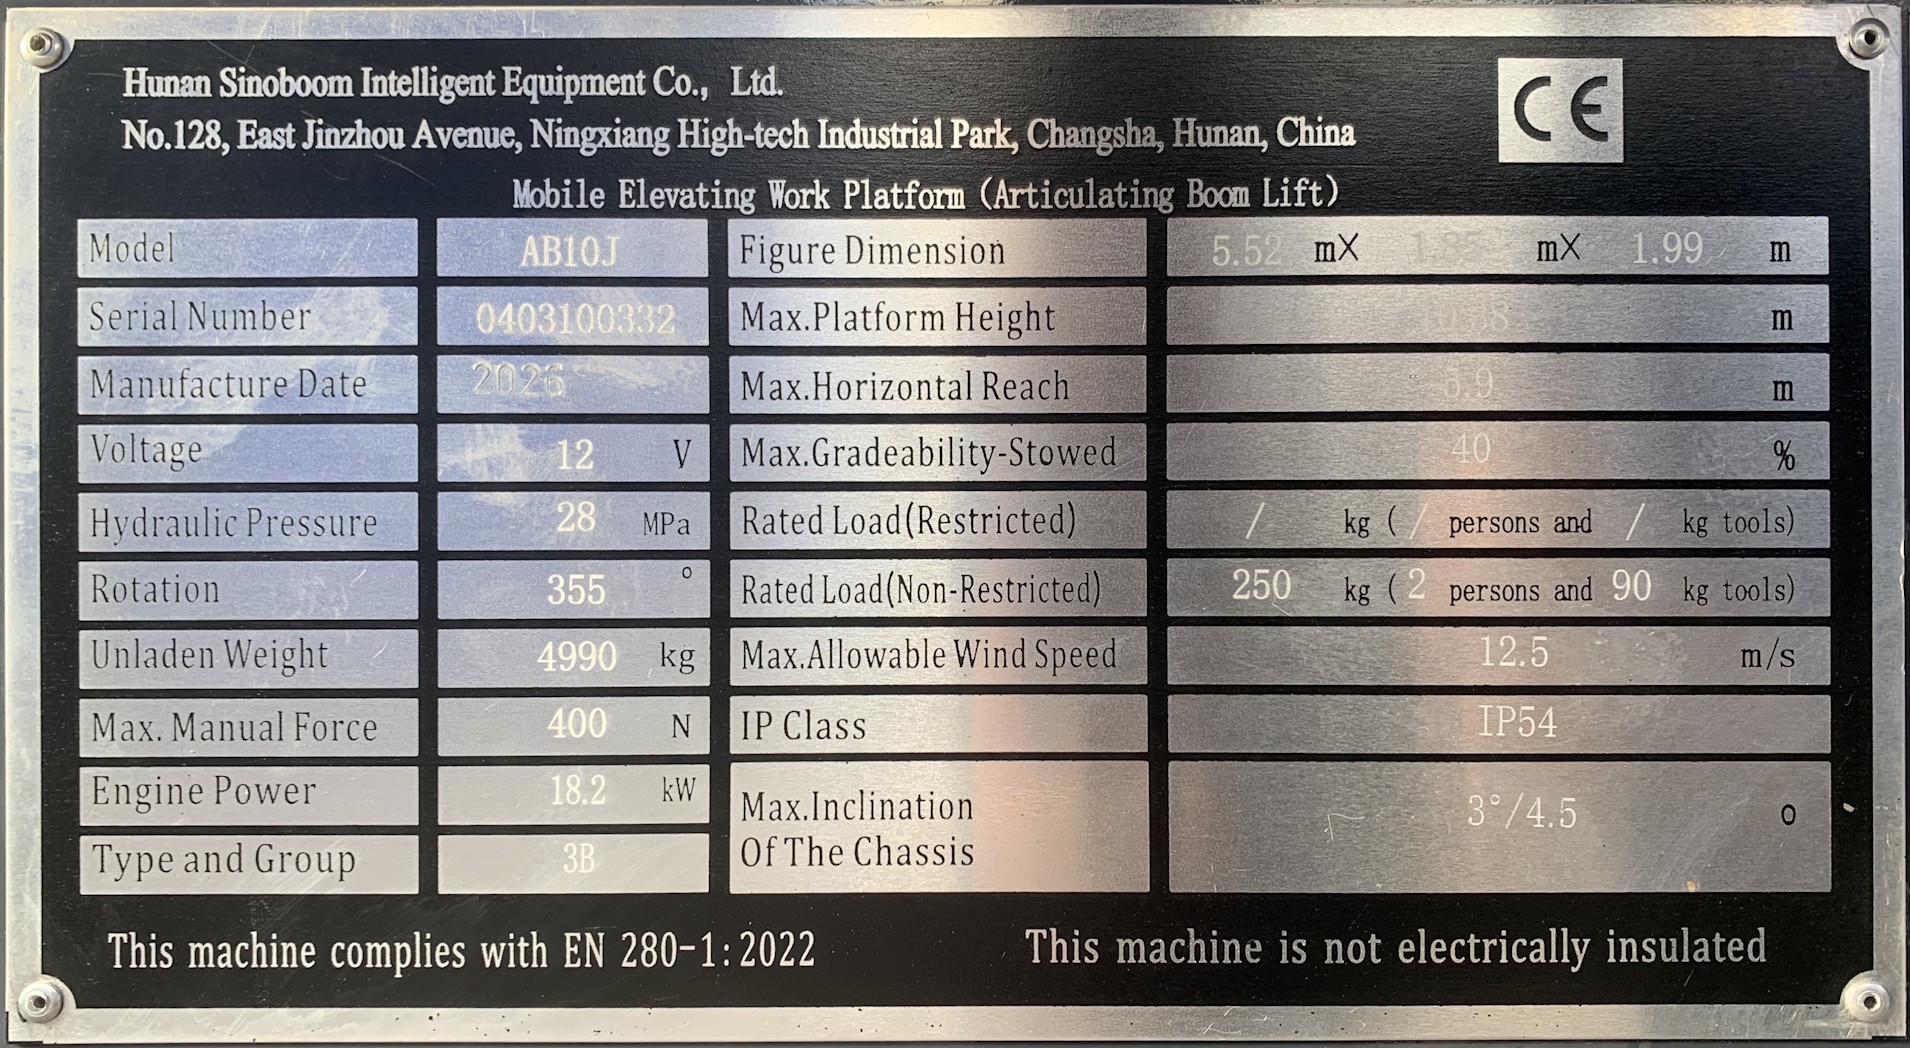 Hunan Sinoboom Intelligent Equipment Co., Ltd.
No.128, East Jinzhou Avenue, Ningxiang High-tech Industrial Park, Changsha, Hunan, China
CE
Mobile Elevating Work Platform (Articulating Boom Lift)
Model AB10J Figure Dimension 5.52 mX mX 1.99 m
Serial Number 0403100332 Max.Platform Height m
Manufacture Date 2026 Max.Horizontal Reach m
Voltage 12 V Max.Gradeability-Stowed 40 %
Hydraulic Pressure 28 MPa Rated Load(Restricted) / kg ( / persons and / kg tools)
Rotation 355 ° Rated Load(Non-Restricted) 250 kg ( 2 persons and 90 kg tools)
Unladen Weight 4990 kg Max.Allowable Wind Speed 12.5 m/s
Max. Manual Force 400 N IP Class IP54
Engine Power 18.2 kW Max.Inclination 3°/4.5 °
Type and Group 3B Of The Chassis
This machine complies with EN 280-1:2022 This machine is not electrically insulated